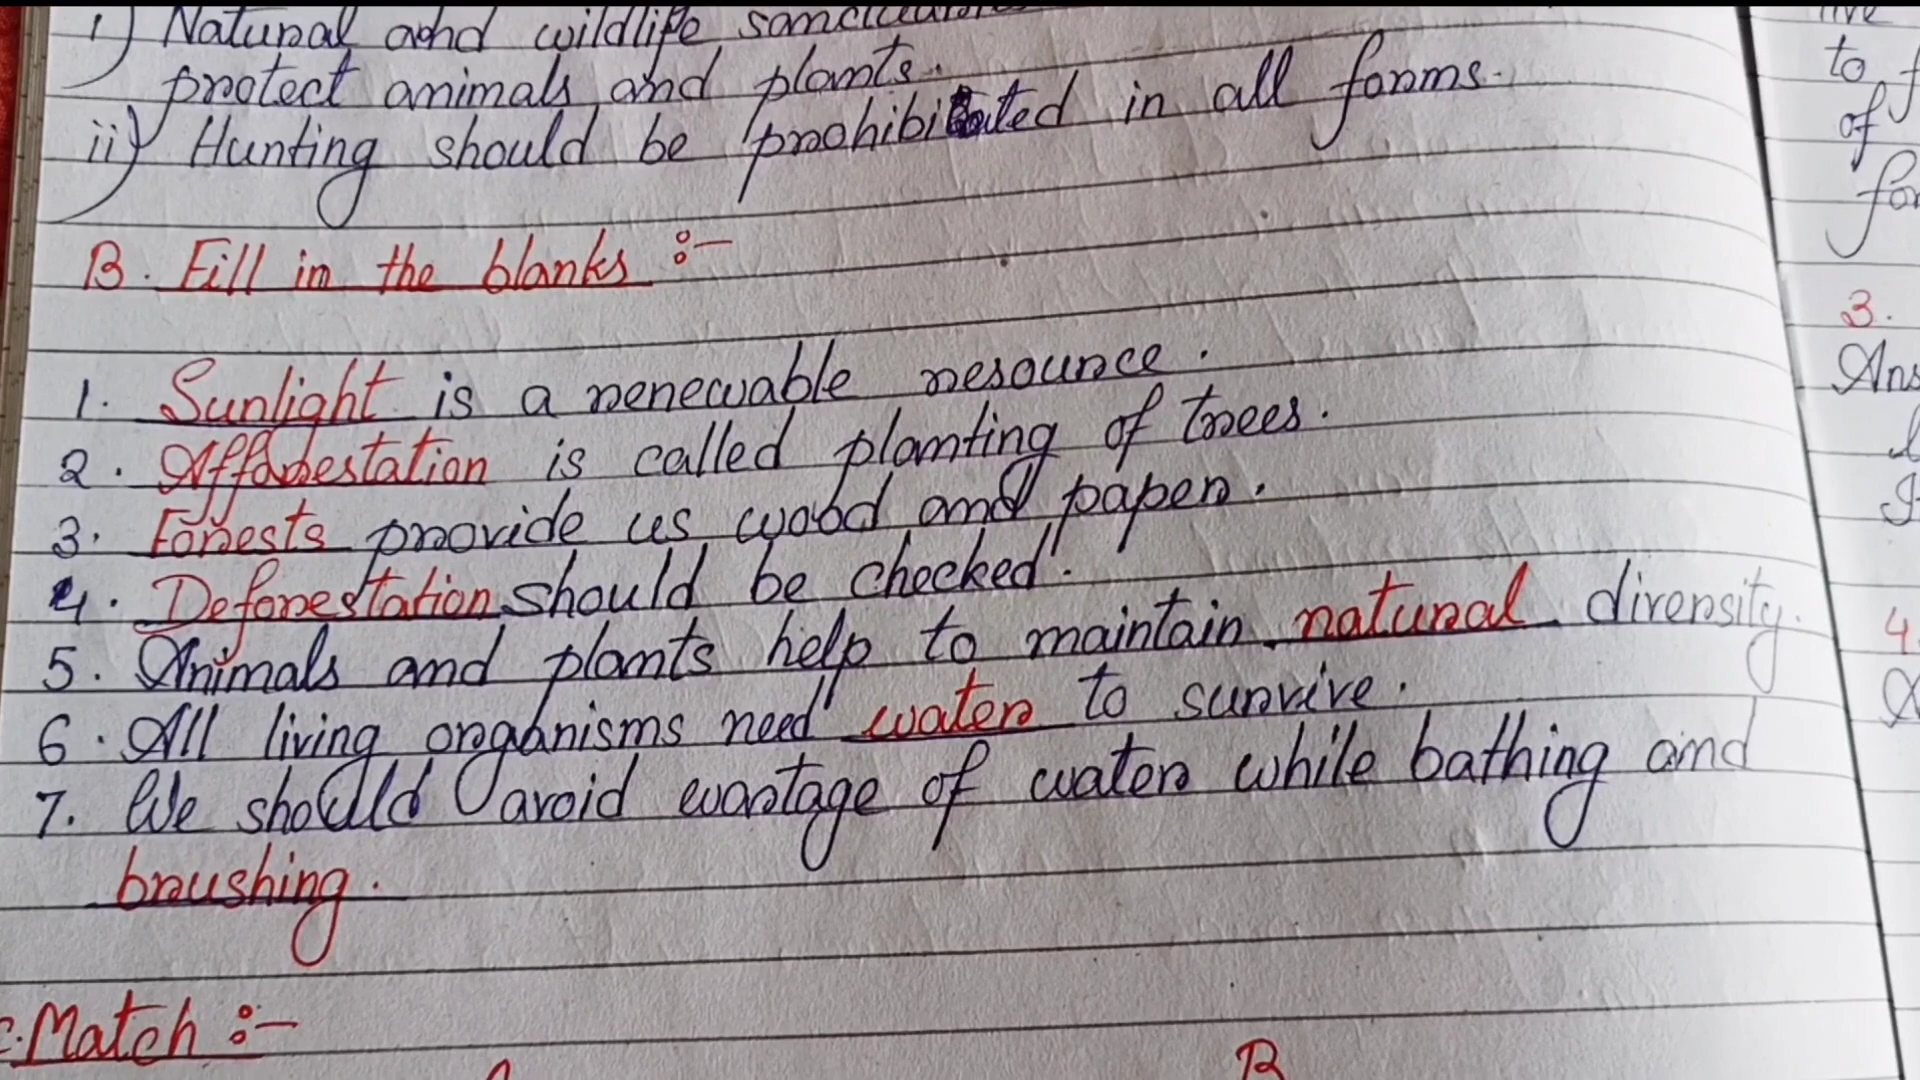 i) Natural and wildlife sanctuaries
protect animals and plants.
ii) Hunting should be prohibited in all forms.
B. Fill in the blanks :-
1. Sunlight is a renewable resource.
2. Afforestation is called planting of trees.
3. Forests provide us wood and paper.
4. Deforestation should be checked.
5. Animals and plants help to maintain natural diversity.
6. All living organisms need water to survive.
7. We should avoid wastage of water while bathing and
brushing.
C. Match :-
B
to
of
for
3.
Ans
4.